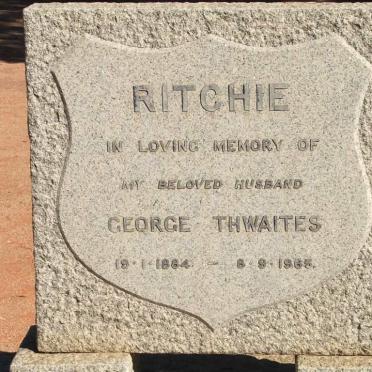 RITCHIE
IN LOVING MEMORY OF
MY BELOVED HUSBAND
GEORGE THWAITES
19·1·1884 – 8·9·1965.